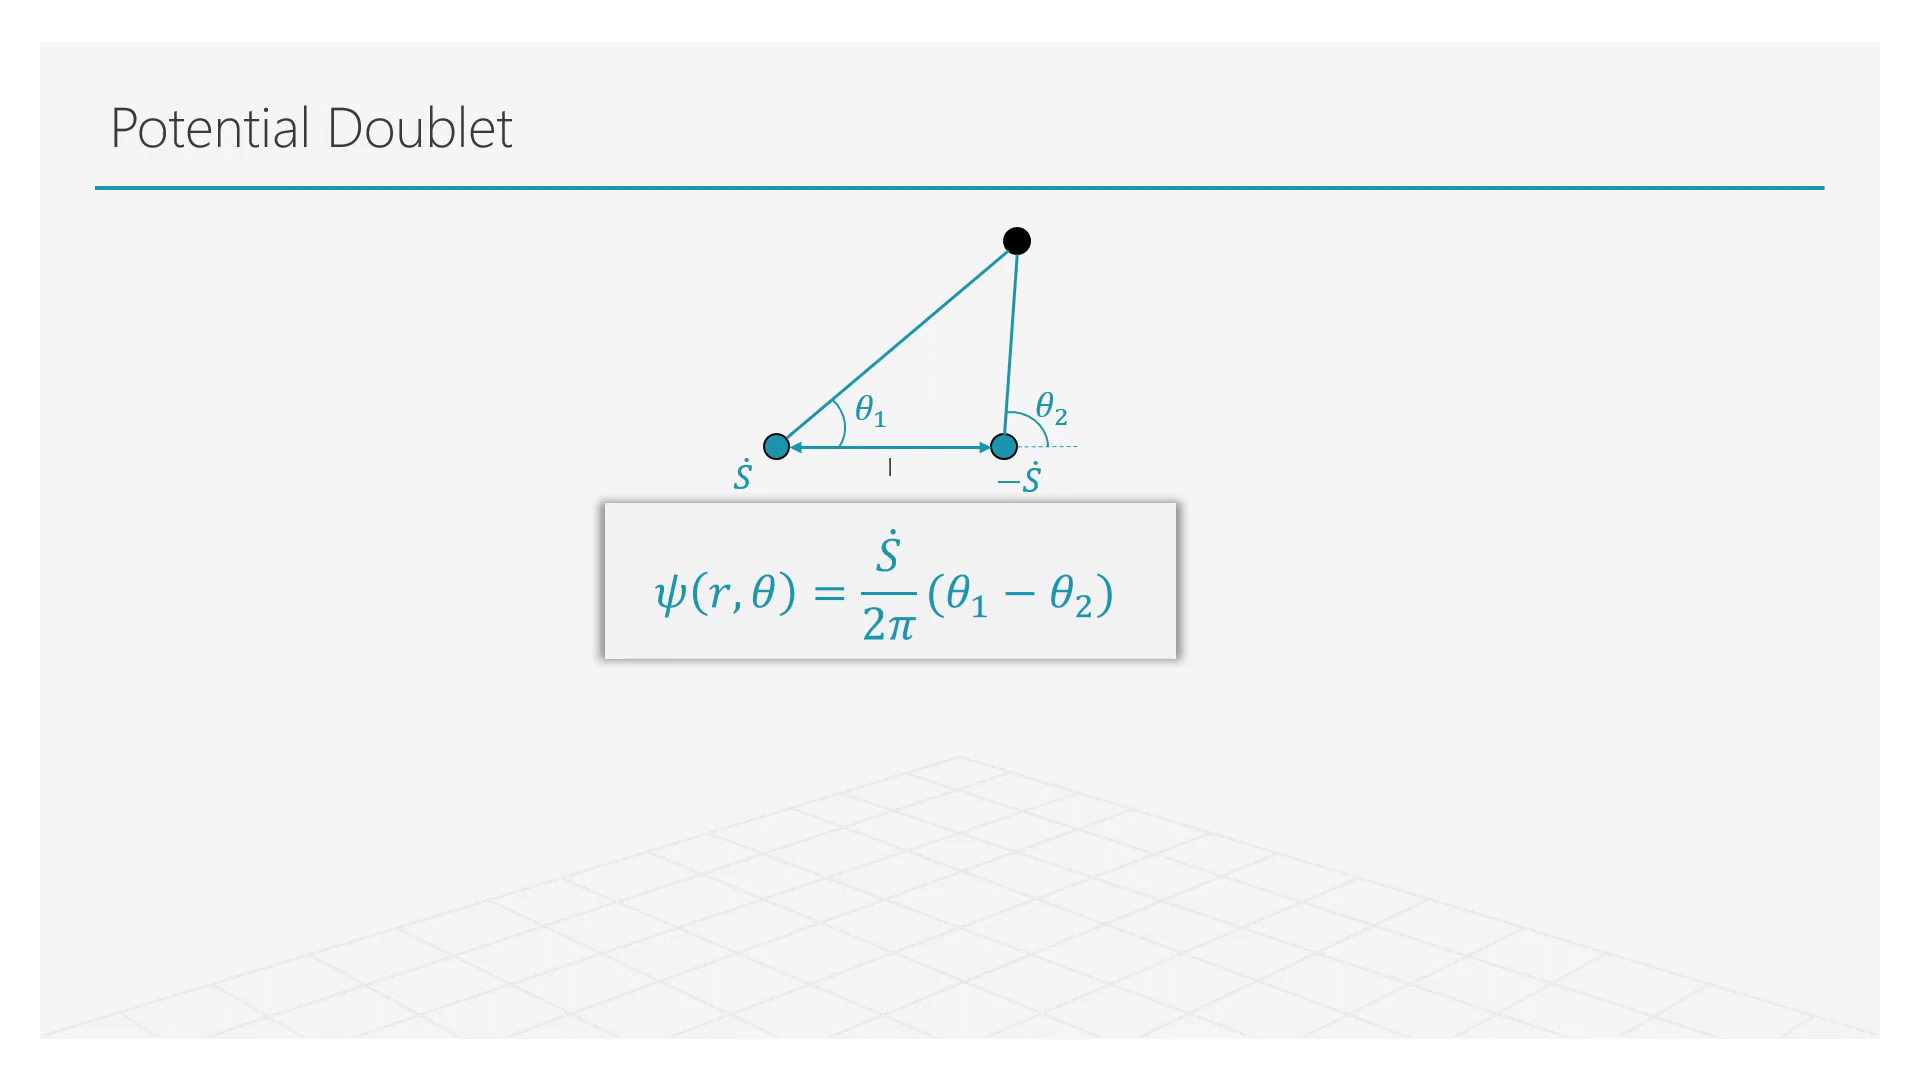 Potential Doublet
θ₁
θ₂
Ṡ
l
−Ṡ
ψ(r, θ) = Ṡ/2π (θ₁ − θ₂)